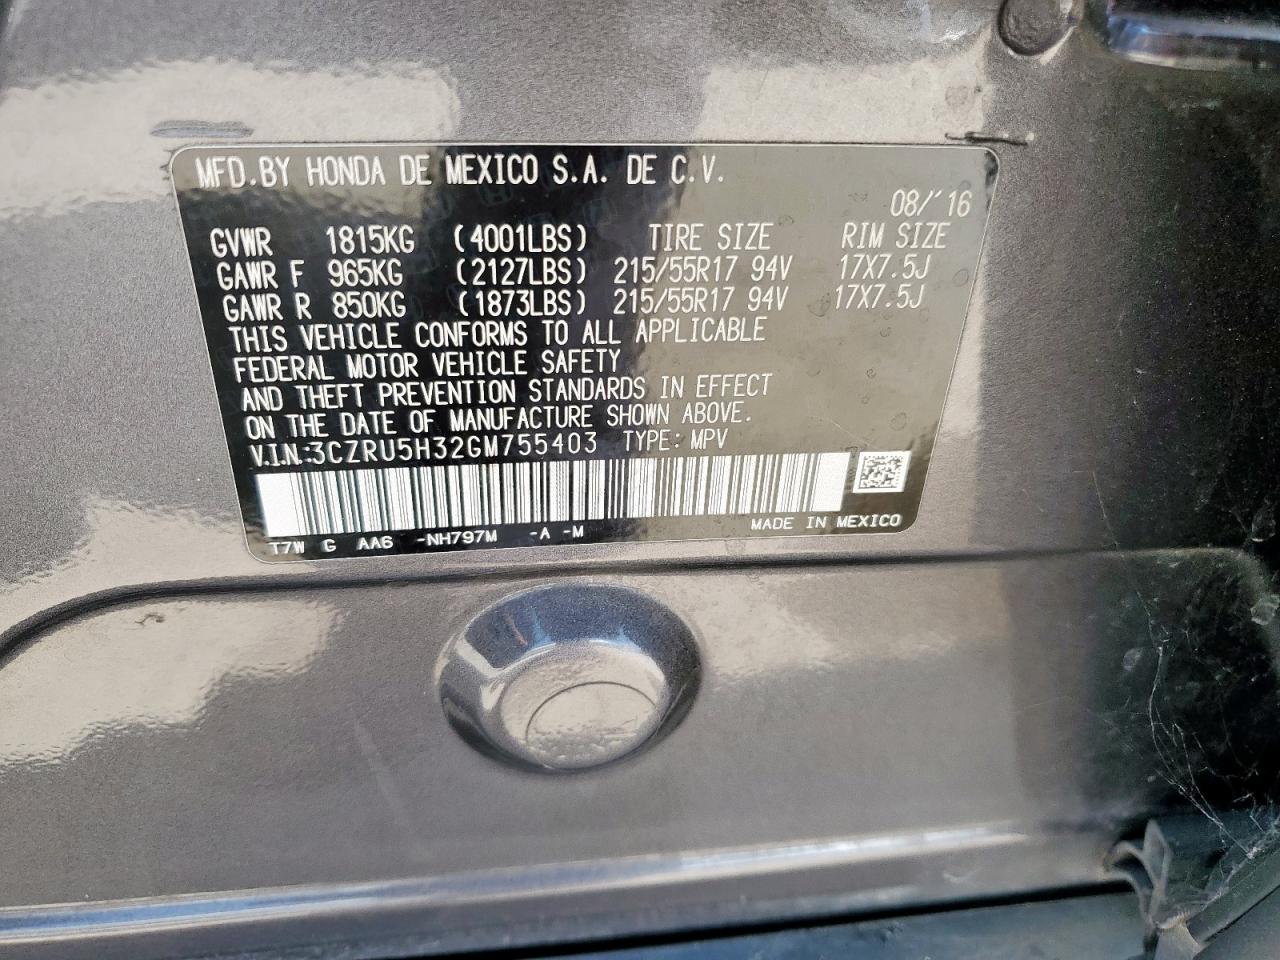 MFD.BY HONDA DE MEXICO S.A. DE C.V.
08/'16
GVWR 1815KG (4001LBS) TIRE SIZE RIM SIZE
GAWR F 965KG (2127LBS) 215/55R17 94V 17X7.5J
GAWR R 850KG (1873LBS) 215/55R17 94V 17X7.5J
THIS VEHICLE CONFORMS TO ALL APPLICABLE
FEDERAL MOTOR VEHICLE SAFETY
AND THEFT PREVENTION STANDARDS IN EFFECT
ON THE DATE OF MANUFACTURE SHOWN ABOVE.
V.I.N.:3CZRU5H32GM755403 TYPE: MPV
MADE IN MEXICO
T7W G AA6 -NH797M -A -M